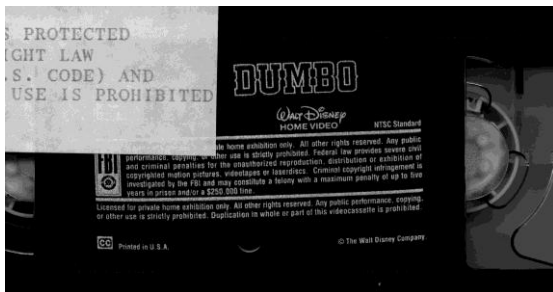 S PROTECTED
IGHT LAW
.S. CODE) AND
USE IS PROHIBITED
DUMBO
WALT DISNEY
HOME VIDEO
NTSC Standard
ate home exhibition only. All other rights reserved. Any public
performance, copying, or other use is strictly prohibited. Federal law provides severe civil
and criminal penalties for the unauthorized reproduction, distribution or exhibition of
copyrighted motion pictures, videotapes or laserdiscs. Criminal copyright infringement is
investigated by the FBI and may constitute a felony with a maximum penalty of up to five
years in prison and/or a $250,000 fine.
FBI
Licensed for private home exhibition only. All other rights reserved. Any public performance, copying,
or other use is strictly prohibited. Duplication in whole or part of this videocassette is prohibited.
CC Printed in U.S.A.
© The Walt Disney Company